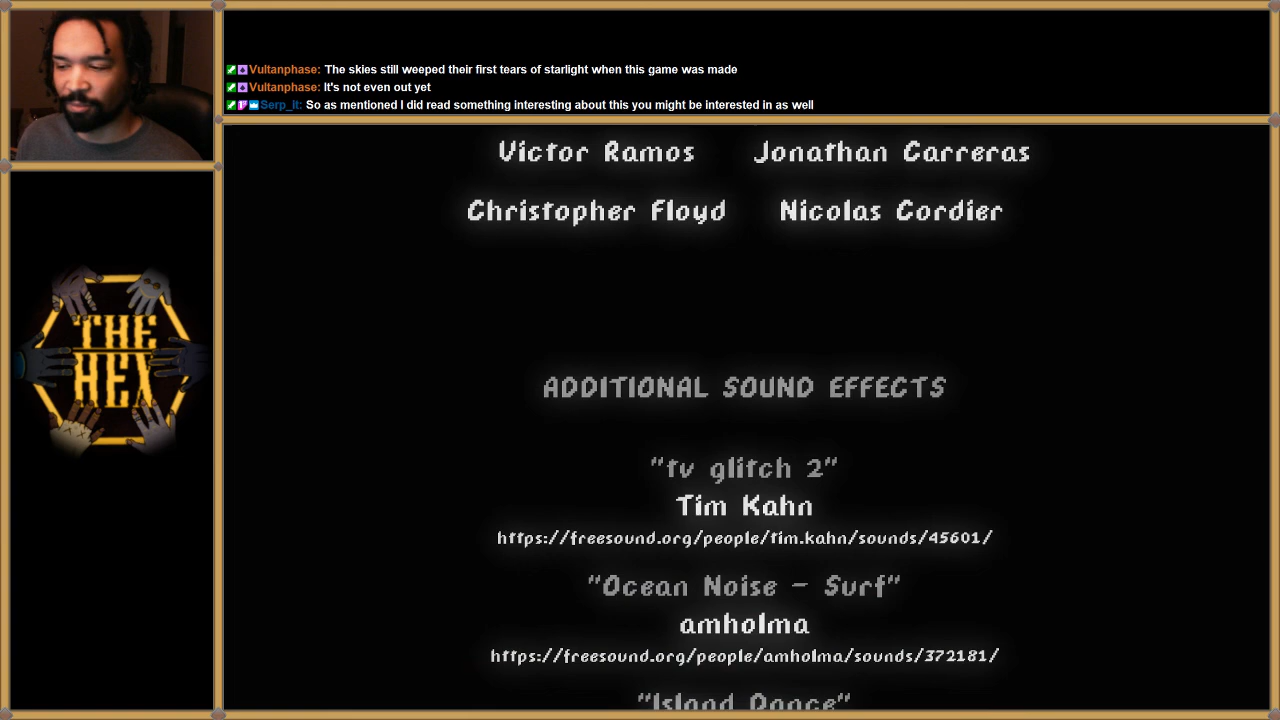 Vultanphase: The skies still weeped their first tears of starlight when this game was made
Vultanphase: It's not even out yet
Serp_It: So as mentioned I did read something interesting about this you might be interested in as well
Victor Ramos Jonathan Carreras
Christopher Floyd Nicolas Cordier
THE
HEX
ADDITIONAL SOUND EFFECTS
"tv glitch 2"
Tim Kahn
https://freesound.org/people/tim.kahn/sounds/45601/
"Ocean Noise - Surf"
amholma
https://freesound.org/people/amholma/sounds/372181/
"Island Dance"